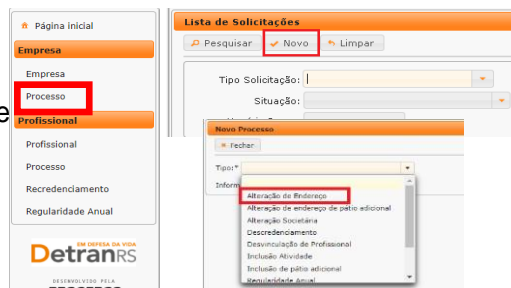 Página inicial
Empresa
Empresa
Processo
e
Profissional
Profissional
Processo
Recredenciamento
Regularidade Anual
EM DEFESA DA VIDA
DetranRS
DESENVOLVIDO PELA
Lista de Solicitações
Pesquisar Novo Limpar
Tipo Solicitação:
Situação:
Novo Processo
Fechar
Tipo:*
Inform
Alteração de Endereço
Alteração de endereço de pátio adicional
Alteração Societária
Descredenciamento
Desvinculação de Profissional
Inclusão Atividade
Inclusão de pátio adicional
Regularidade Anual